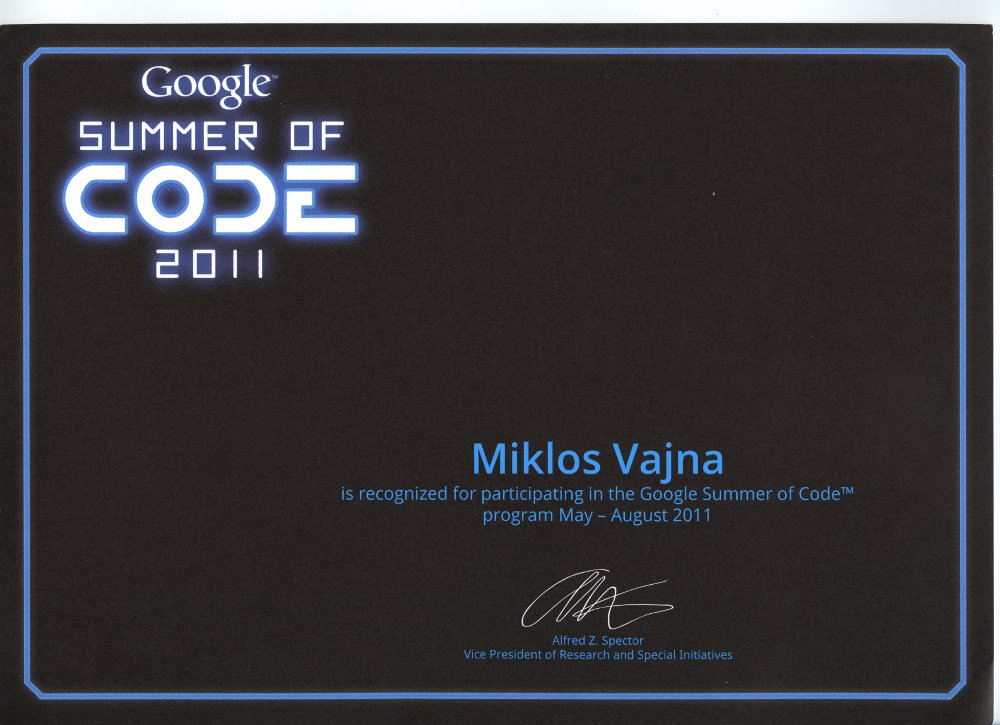 Google™
SUMMER OF
CODE
2011
Miklos Vajna
is recognized for participating in the Google Summer of Code™
program May – August 2011
Alfred Z. Spector
Vice President of Research and Special Initiatives